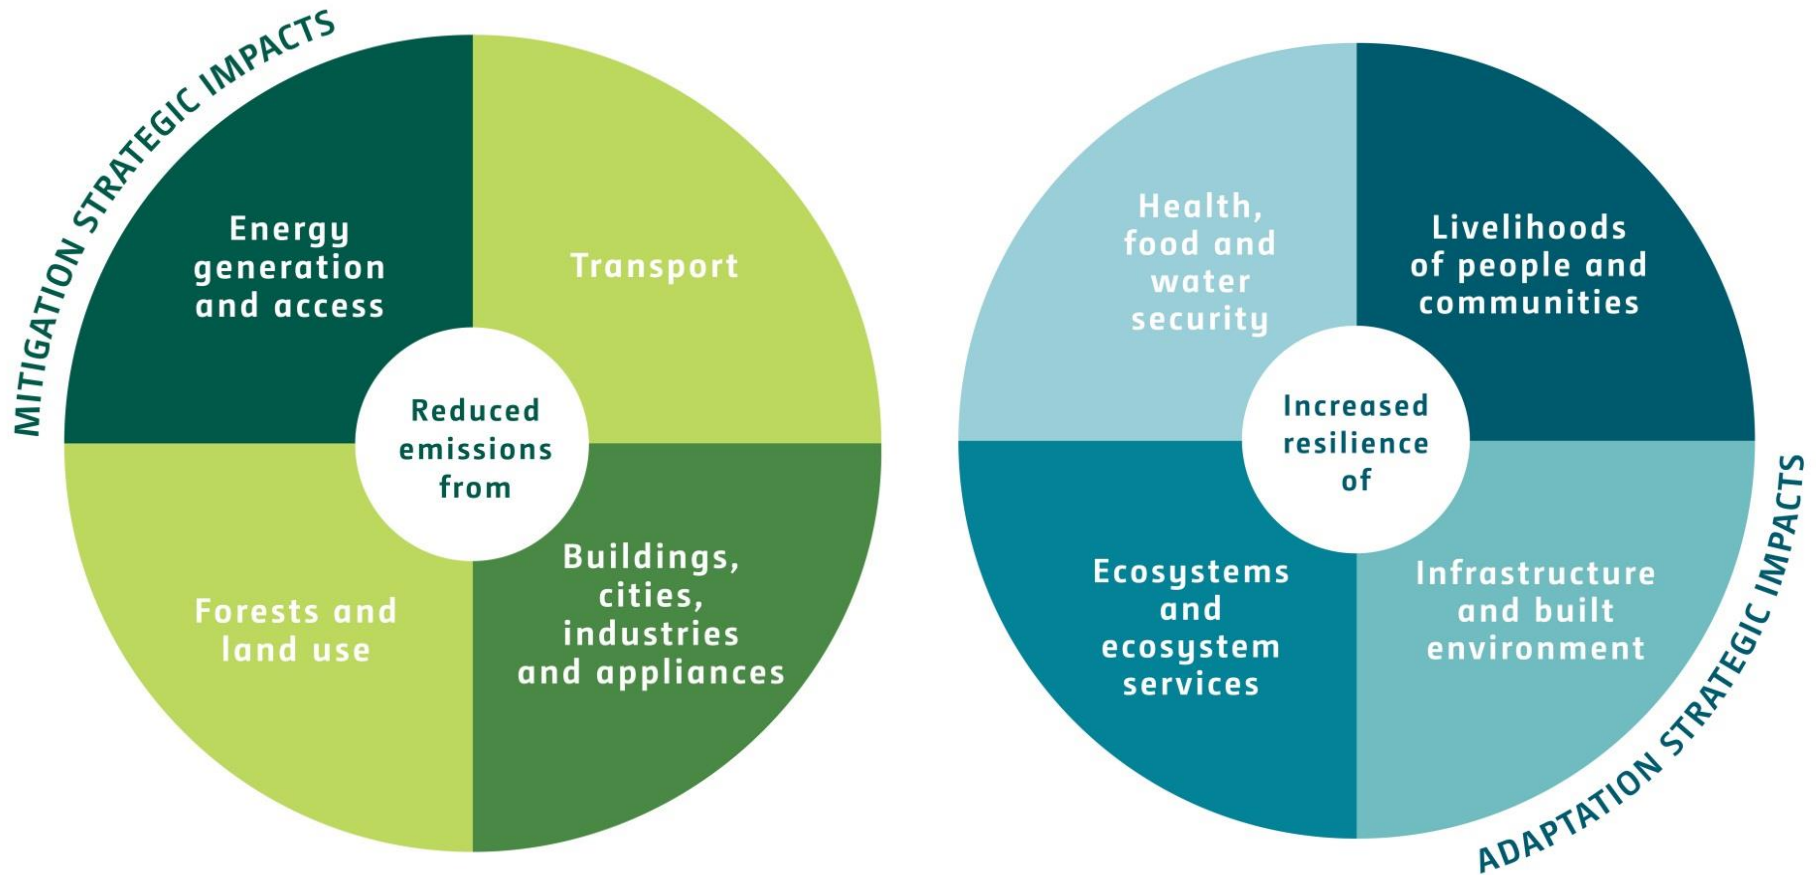 MITIGATION STRATEGIC IMPACTS
Energy
generation
and access
Transport
Reduced
emissions
from
Forests and
land use
Buildings,
cities,
industries
and appliances
Health,
food and
water
security
Livelihoods
of people and
communities
Increased
resilience
of
Ecosystems
and
ecosystem
services
Infrastructure
and built
environment
ADAPTATION STRATEGIC IMPACTS